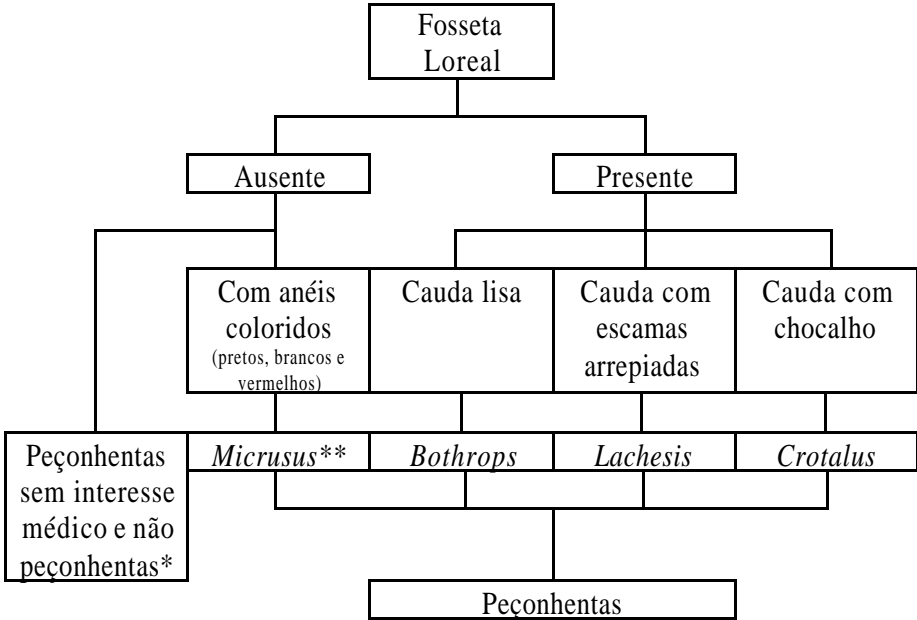 Fosseta
Loreal
Ausente
Presente
Com anéis
coloridos
(pretos, brancos e
vermelhos)
Cauda lisa
Cauda com
escamas
arrepiadas
Cauda com
chocalho
Peçonhentas
sem interesse
médico e não
peçonhentas*
Micrusus**
Bothrops
Lachesis
Crotalus
Peçonhentas